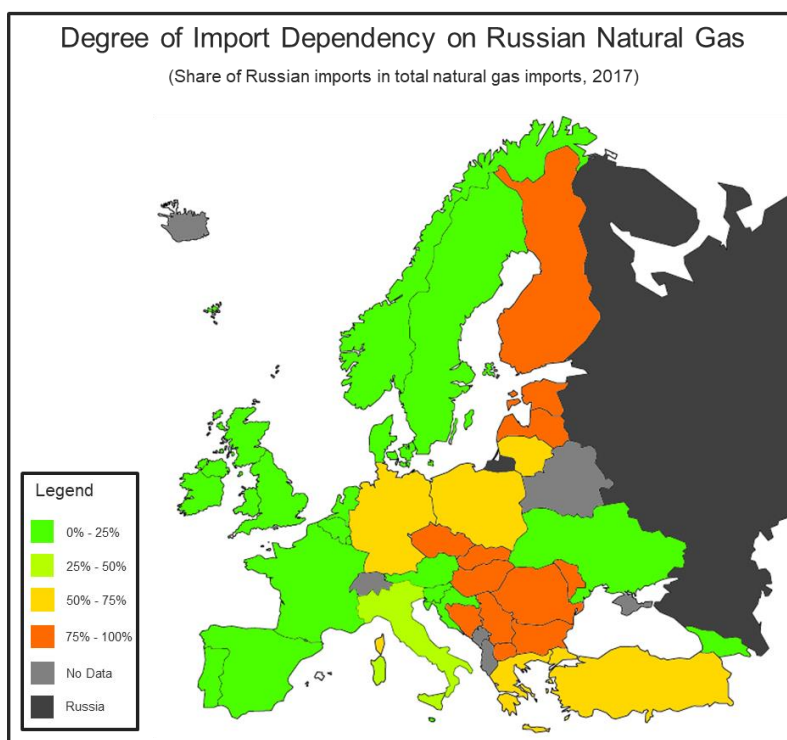 Degree of Import Dependency on Russian Natural Gas
(Share of Russian imports in total natural gas imports, 2017)
Legend
0% - 25%
25% - 50%
50% - 75%
75% - 100%
No Data
Russia